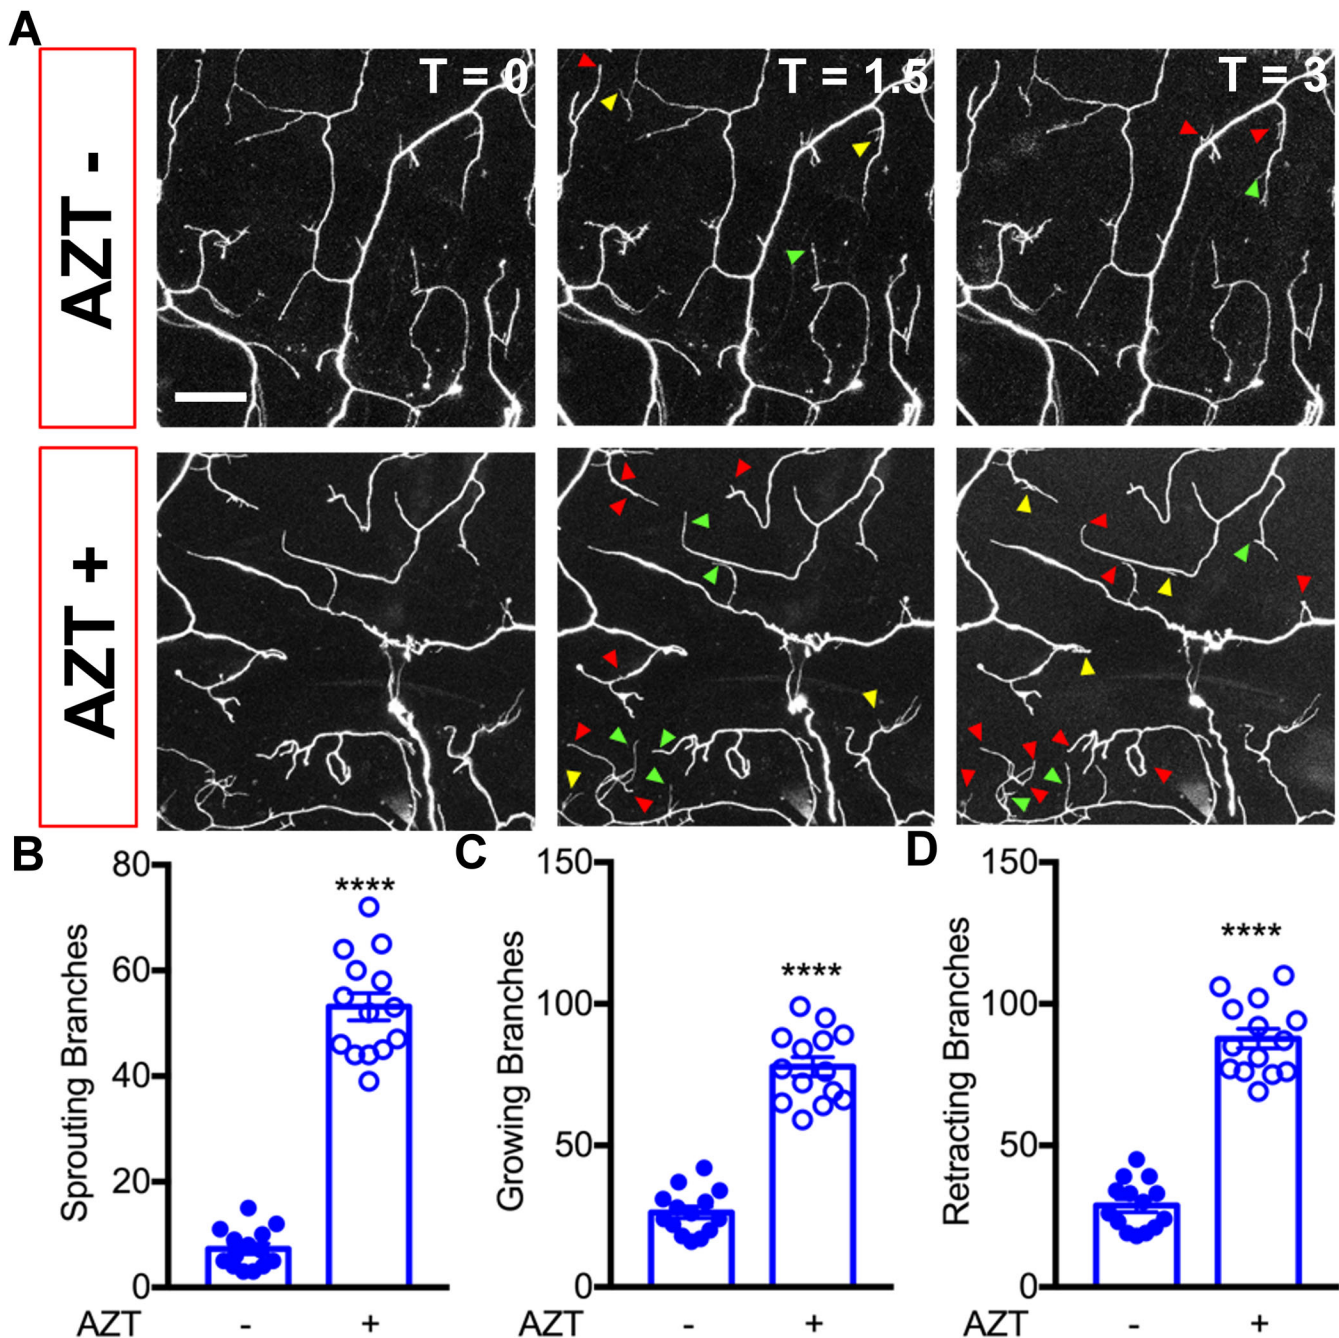 A
AZT -
T = 0
T = 1.5
T = 3
AZT +
B
80
60
40
20
0
Sprouting Branches
****
AZT
-
+
C
150
100
50
0
Growing Branches
****
AZT
-
+
D
150
100
50
0
Retracting Branches
****
AZT
-
+